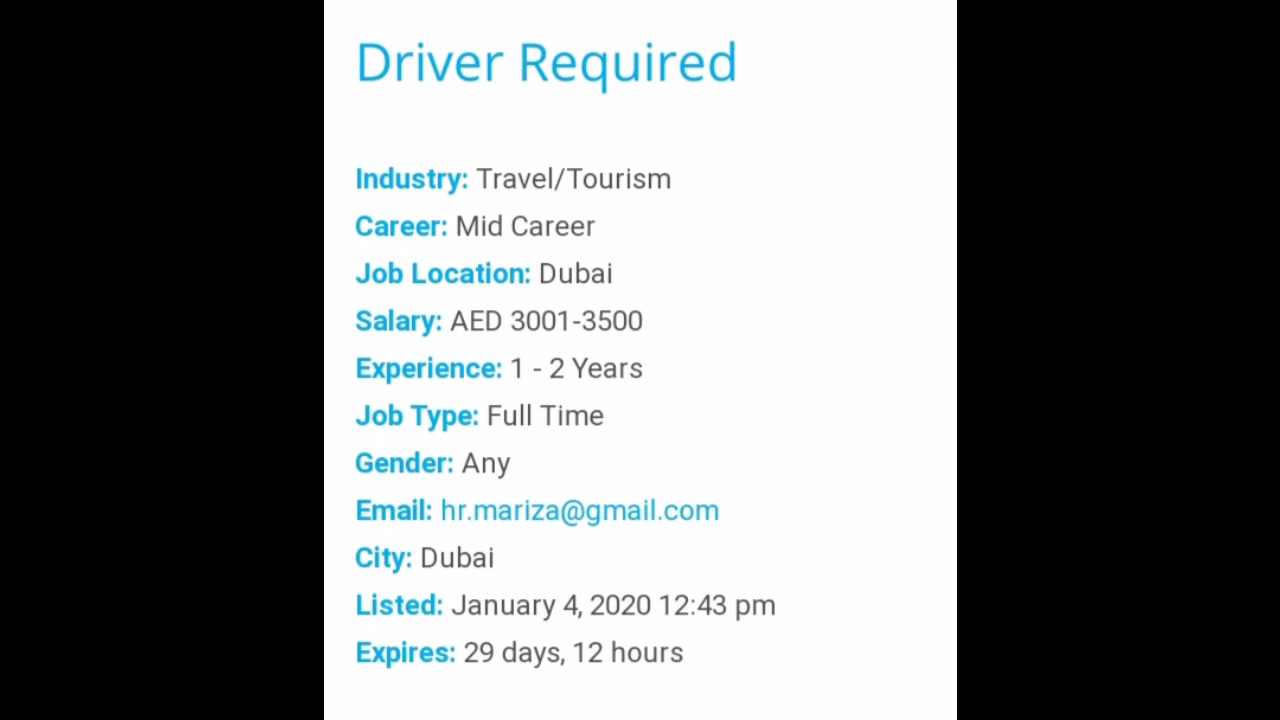 Driver Required
Industry: Travel/Tourism
Career: Mid Career
Job Location: Dubai
Salary: AED 3001-3500
Experience: 1 - 2 Years
Job Type: Full Time
Gender: Any
Email: hr.mariza@gmail.com
City: Dubai
Listed: January 4, 2020 12:43 pm
Expires: 29 days, 12 hours